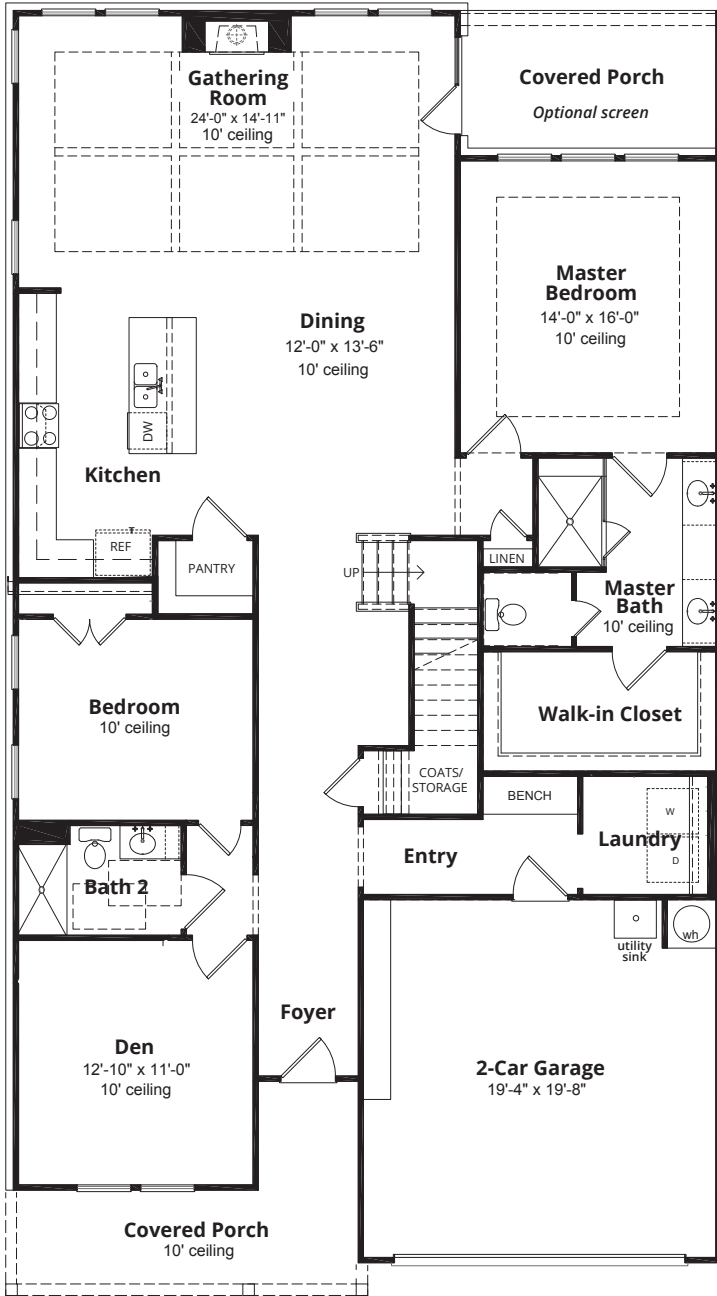 Gathering
Room
24'-0" x 14'-11"
10' ceiling
Covered Porch
Optional screen
Master
Bedroom
14'-0" x 16'-0"
10' ceiling
Dining
12'-0" x 13'-6"
10' ceiling
DW
Kitchen
REF
PANTRY
UP
LINEN
Master
Bath
10' ceiling
Bedroom
10' ceiling
Walk-in Closet
COATS/
STORAGE
BENCH
W
Laundry
D
Entry
Bath 2
utility
sink
wh
Foyer
Den
12'-10" x 11'-0"
10' ceiling
2-Car Garage
19'-4" x 19'-8"
Covered Porch
10' ceiling